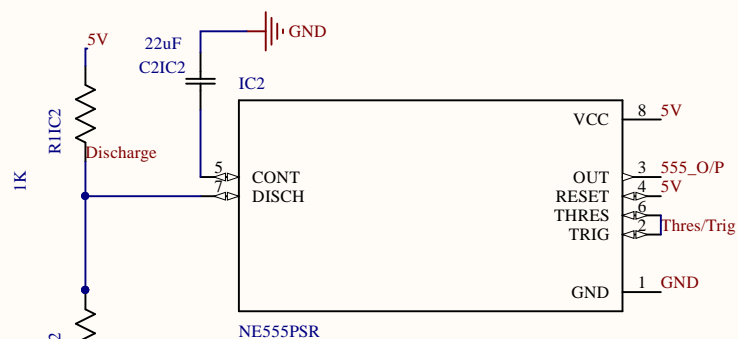 5V
22uF
C2IC2
GND
IC2
R1IC2
1K
Discharge
5
CONT
7
DISCH
VCC
8
5V
OUT
3
555_O/P
RESET
4
5V
THRES
6
TRIG
2
Thres/Trig
GND
1
GND
2
NE555PSR